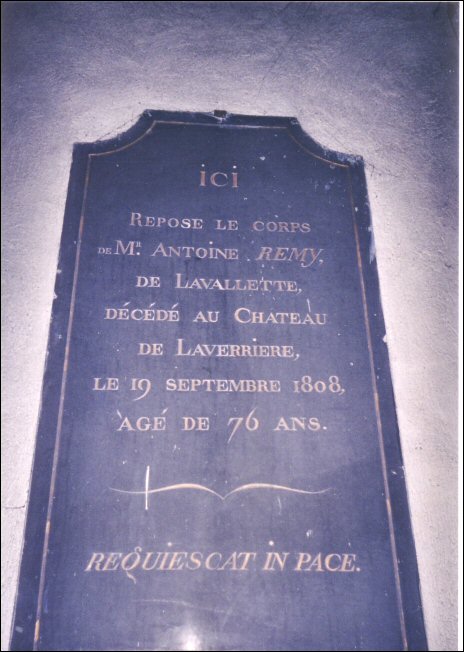 ICI
REPOSE LE CORPS
DE MR. ANTOINE REMY,
DE LAVALLETTE,
DÉCÉDÉ AU CHATEAU
DE LAVERRIERE,
LE 19 SEPTEMBRE 1808,
ÀGÉ DE 76 ANS.
REQUIESCAT IN PACE.